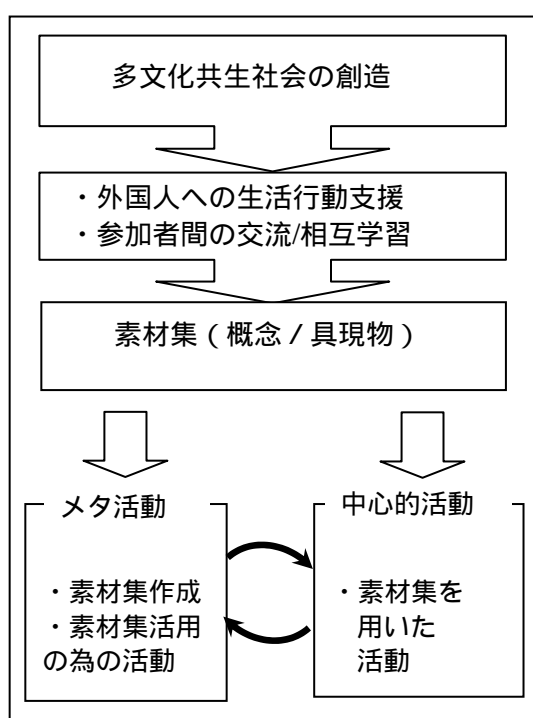 多文化共生社会の創造
・外国人への生活行動支援
・参加者間の交流/相互学習
素材集（概念／具現物）
メタ活動
・素材集作成
・素材集活用
の為の活動
中心的活動
・素材集を
用いた
活動